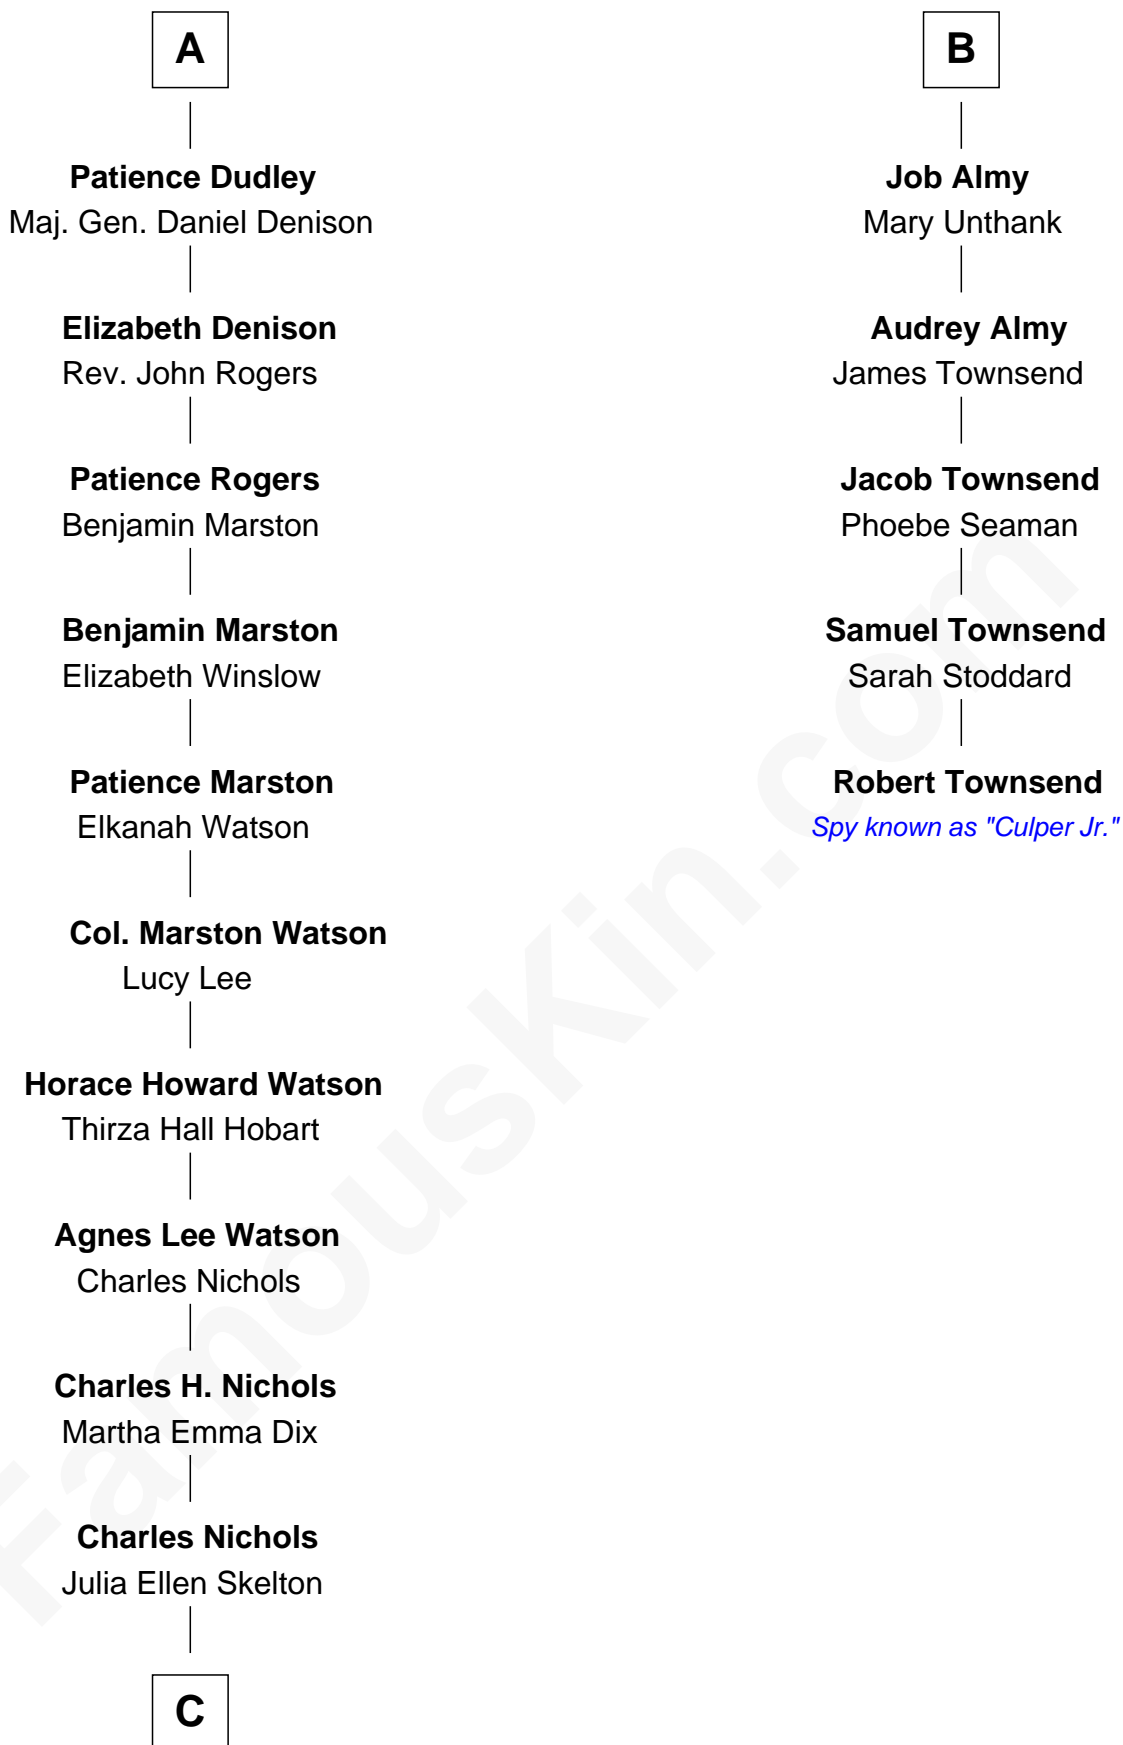 A
Patience Dudley
Maj. Gen. Daniel Denison
Elizabeth Denison
Rev. John Rogers
Patience Rogers
Benjamin Marston
Benjamin Marston
Elizabeth Winslow
Patience Marston
Elkanah Watson
Col. Marston Watson
Lucy Lee
Horace Howard Watson
Thirza Hall Hobart
Agnes Lee Watson
Charles Nichols
Charles H. Nichols
Martha Emma Dix
Charles Nichols
Julia Ellen Skelton
C
B
Job Almy
Mary Unthank
Audrey Almy
James Townsend
Jacob Townsend
Phoebe Seaman
Samuel Townsend
Sarah Stoddard
Robert Townsend
Spy known as "Culper Jr."
FamousKin.com